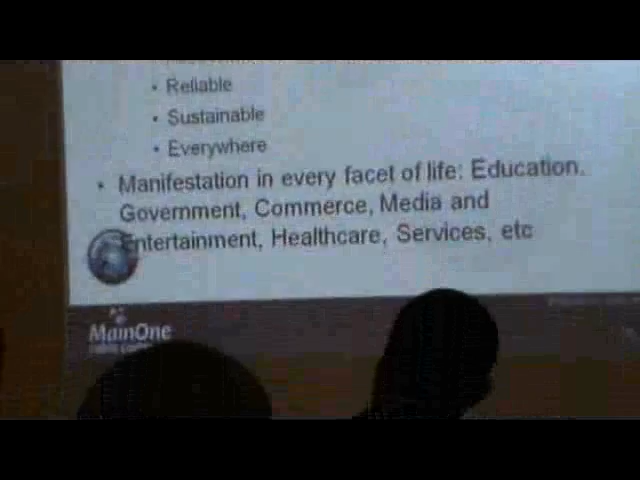 • Reliable
• Sustainable
• Everywhere
• Manifestation in every facet of life: Education,
Government, Commerce, Media and
Entertainment, Healthcare, Services, etc
MainOne